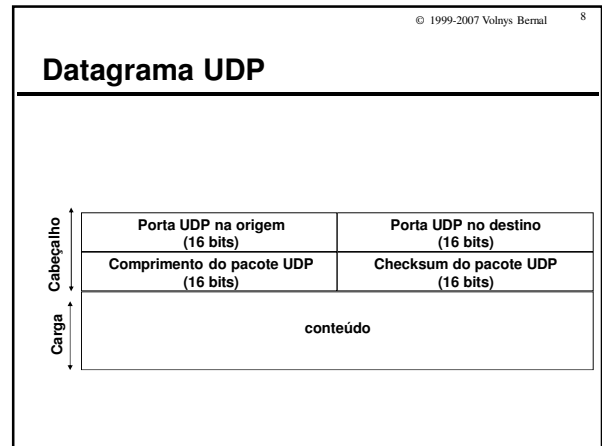 © 1999-2007 Volnys Bernal 8
Datagrama UDP
Cabeçalho
Porta UDP na origem
(16 bits)
Porta UDP no destino
(16 bits)
Comprimento do pacote UDP
(16 bits)
Checksum do pacote UDP
(16 bits)
Carga
conteúdo